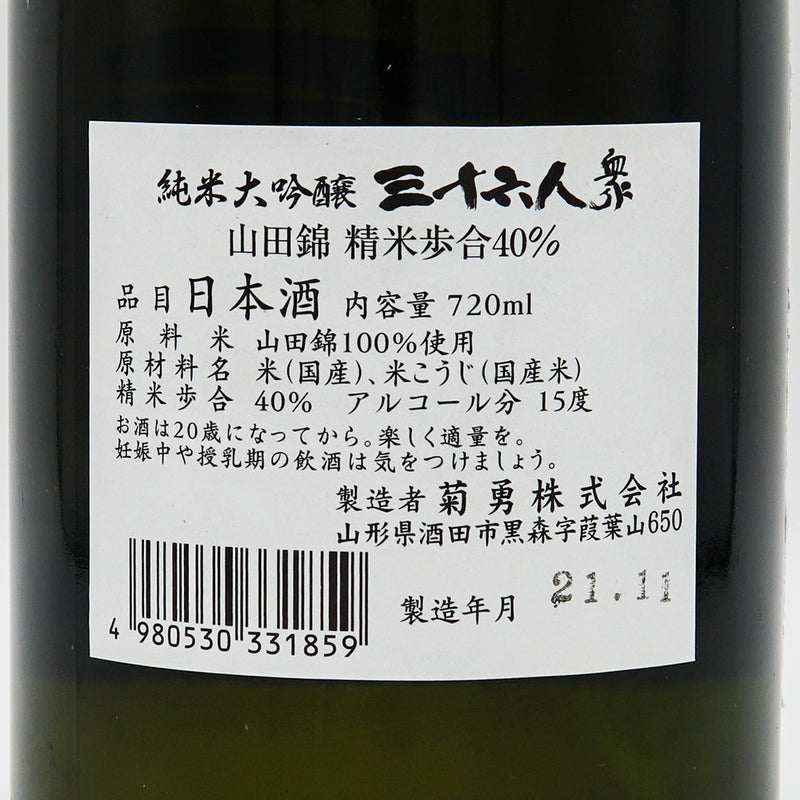 純米大吟醸 三十六人衆
山田錦 精米歩合40%
品目 日本酒 内容量 720ml
原料米 山田錦100%使用
原材料名 米(国産)、米こうじ(国産米)
精米歩合 40% アルコール分 15度
お酒は20歳になってから。楽しく適量を。
妊娠中や授乳期の飲酒は気をつけましょう。
製造者 菊勇株式会社
山形県酒田市黒森字葭葉山650
製造年月 21.11
4 980530 331859